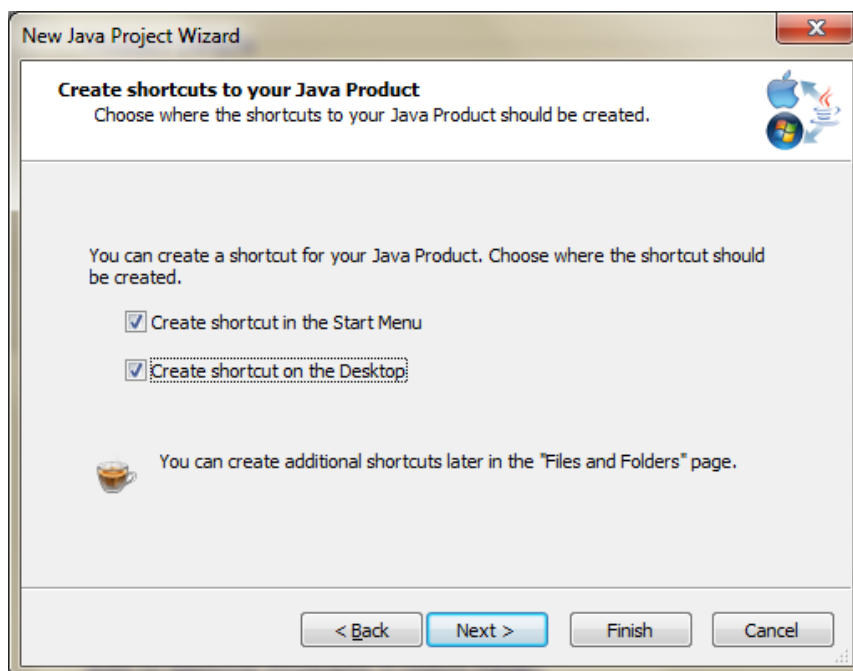 New Java Project Wizard
Create shortcuts to your Java Product
Choose where the shortcuts to your Java Product should be created.
You can create a shortcut for your Java Product. Choose where the shortcut should
be created.
Create shortcut in the Start Menu
Create shortcut on the Desktop
You can create additional shortcuts later in the "Files and Folders" page.
< Back Next > Finish Cancel